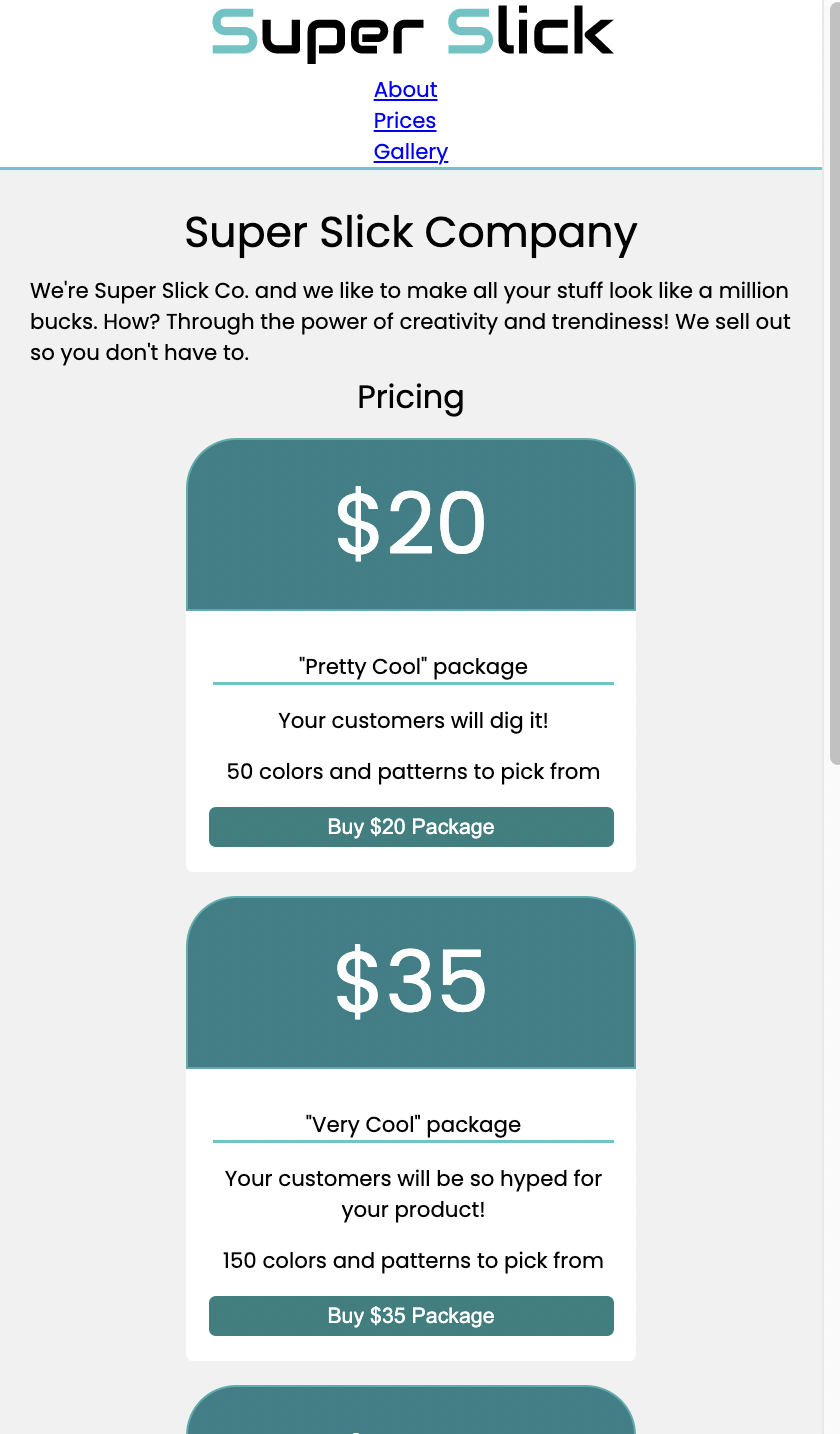 Super Slick
About
Prices
Gallery
Super Slick Company
We're Super Slick Co. and we like to make all your stuff look like a million
bucks. How? Through the power of creativity and trendiness! We sell out
so you don't have to.
Pricing
$20
"Pretty Cool" package
Your customers will dig it!
50 colors and patterns to pick from
Buy $20 Package
$35
"Very Cool" package
Your customers will be so hyped for
your product!
150 colors and patterns to pick from
Buy $35 Package